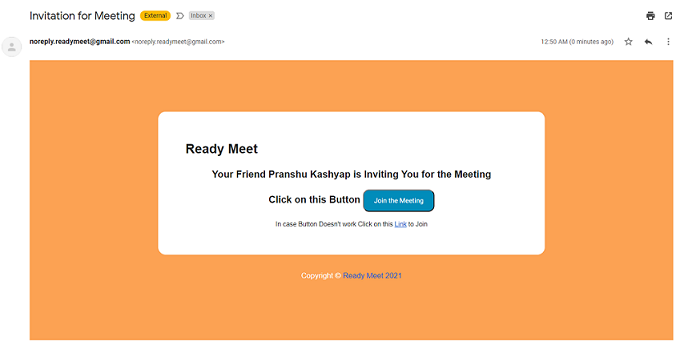 Invitation for Meeting External Inbox ×
noreply.readymeet@gmail.com <noreply.readymeet@gmail.com> 12:50 AM (0 minutes ago)
Ready Meet
Your Friend Pranshu Kashyap is Inviting You for the Meeting
Click on this Button Join the Meeting
In case Button Doesn't work Click on this Link to Join
Copyright © Ready Meet 2021